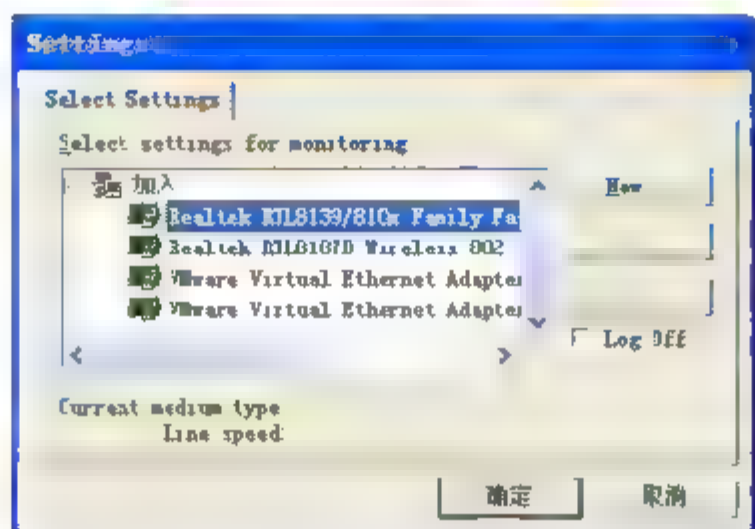 Settings
Select Settings
Select settings for monitoring
加入
New
Realtek RTL8139/810x Family Fa
Realtek RTL8187B Wireless 802
VMware Virtual Ethernet Adapter
VMware Virtual Ethernet Adapter
Log Off
Current medium type
Line speed:
确定
取消